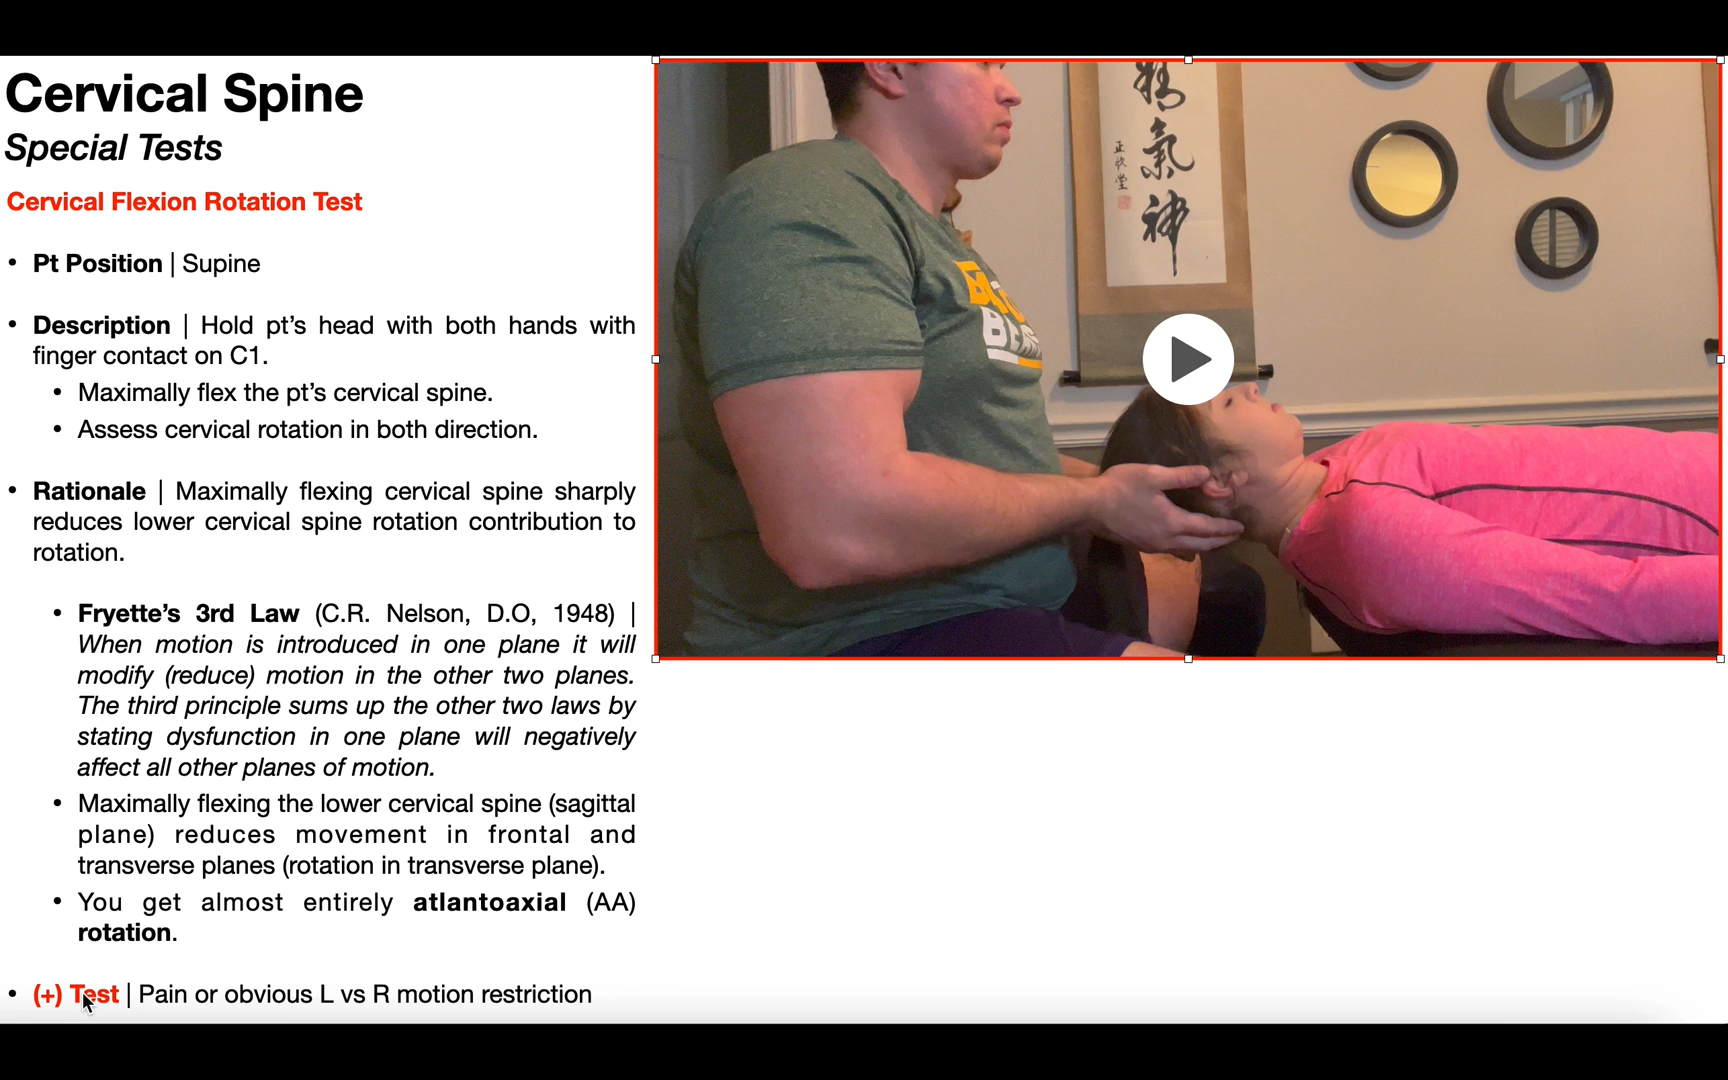 Cervical Spine
Special Tests
Cervical Flexion Rotation Test
• Pt Position | Supine
• Description | Hold pt's head with both hands with
finger contact on C1.
• Maximally flex the pt's cervical spine.
• Assess cervical rotation in both direction.
• Rationale | Maximally flexing cervical spine sharply
reduces lower cervical spine rotation contribution to
rotation.
• Fryette's 3rd Law (C.R. Nelson, D.O, 1948) |
When motion is introduced in one plane it will
modify (reduce) motion in the other two planes.
The third principle sums up the other two laws by
stating dysfunction in one plane will negatively
affect all other planes of motion.
• Maximally flexing the lower cervical spine (sagittal
plane) reduces movement in frontal and
transverse planes (rotation in transverse plane).
• You get almost entirely atlantoaxial (AA)
rotation.
• (+) Test | Pain or obvious L vs R motion restriction
精氣神